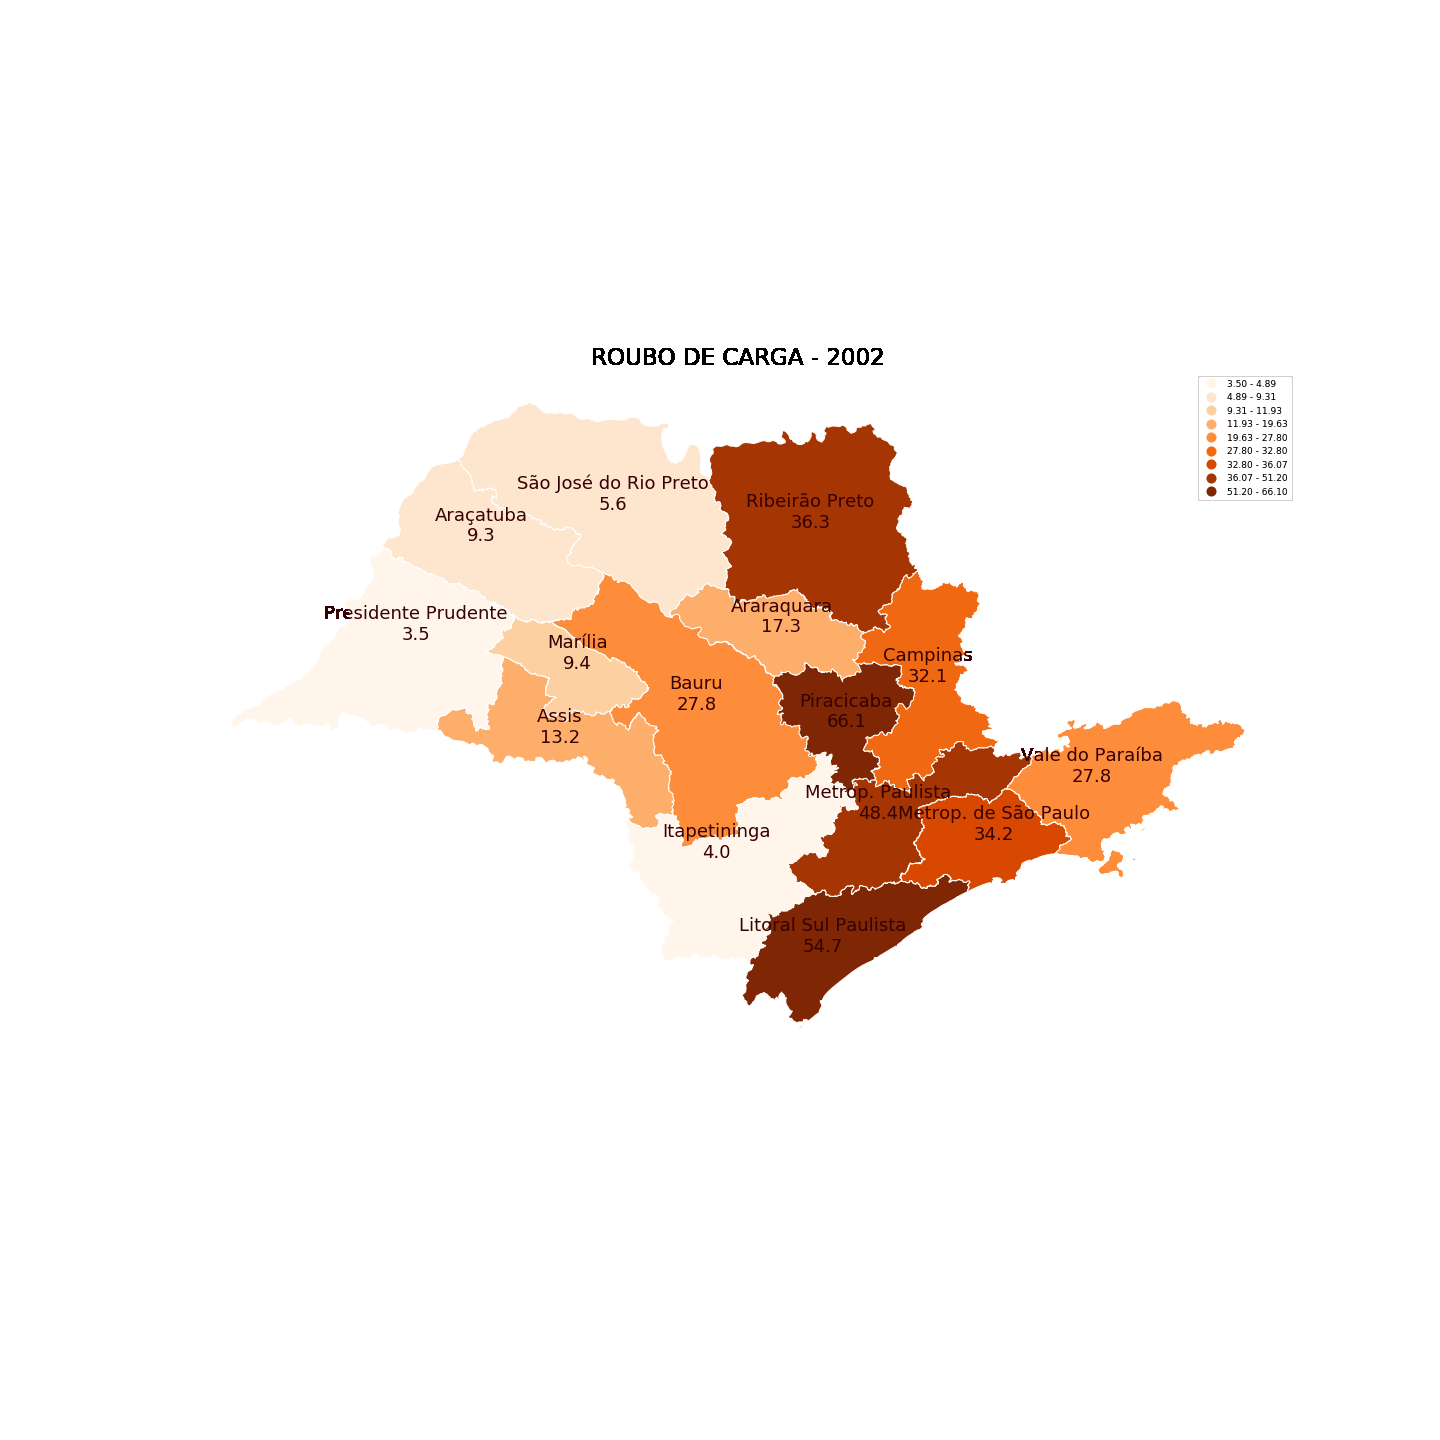 ROUBO DE CARGA - 2002
3.50 - 4.89
4.89 - 9.31
9.31 - 11.93
11.93 - 19.63
19.63 - 27.80
27.80 - 32.80
32.80 - 36.07
36.07 - 51.20
51.20 - 66.10
São José do Rio Preto
5.6
Ribeirão Preto
36.3
Araçatuba
9.3
Presidente Prudente
3.5
Araraquara
17.3
Marília
9.4
Campinas
32.1
Bauru
27.8
Piracicaba
66.1
Assis
13.2
Vale do Paraíba
27.8
Metrop. Paulista
48.4
Metrop. de São Paulo
34.2
Itapetininga
4.0
Litoral Sul Paulista
54.7